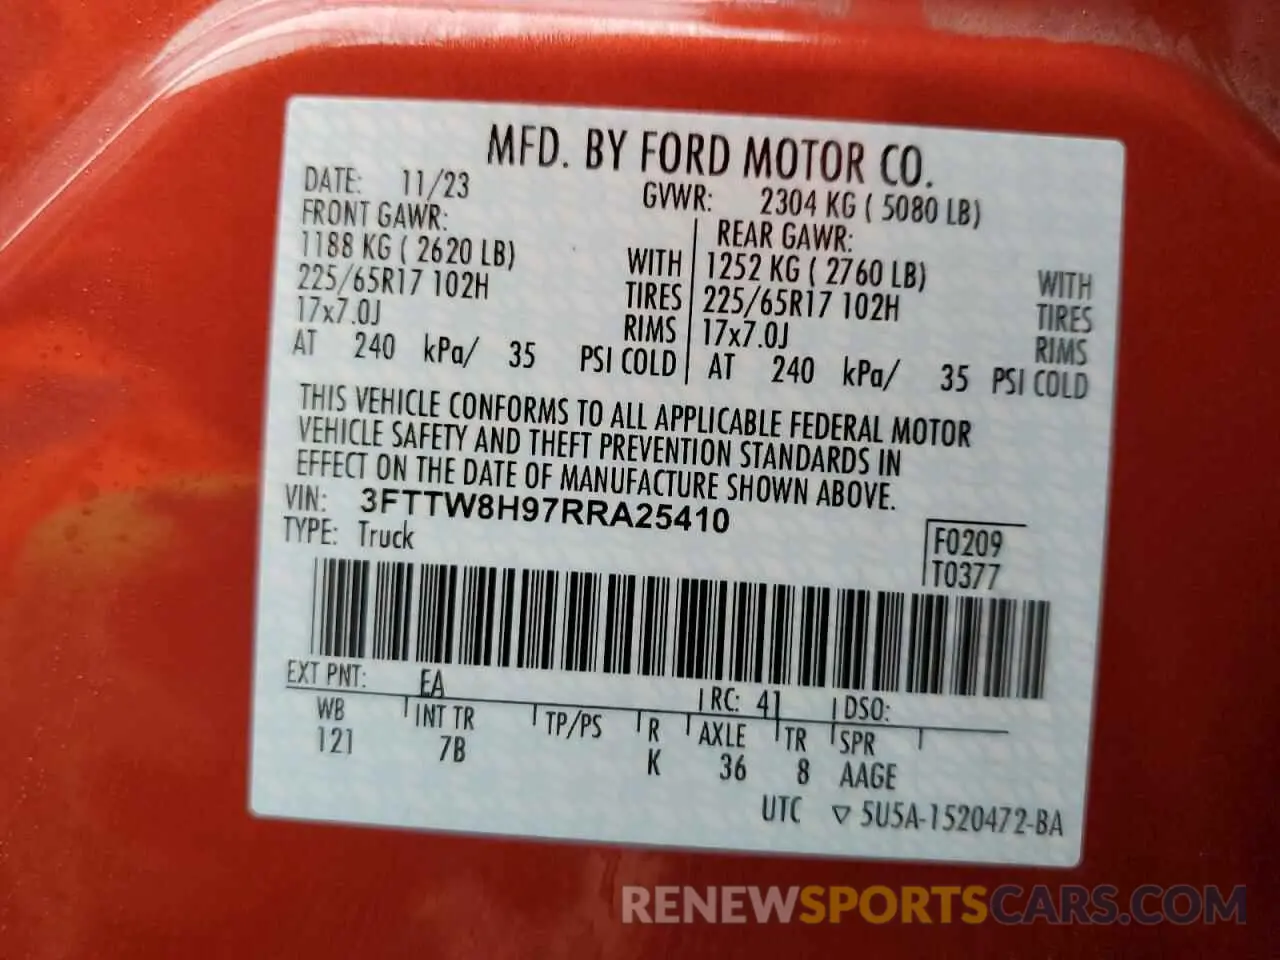 MFD. BY FORD MOTOR CO.
DATE: 11/23 GVWR: 2304 KG ( 5080 LB)
FRONT GAWR: REAR GAWR:
1188 KG ( 2620 LB) WITH 1252 KG ( 2760 LB) WITH
225/65R17 102H TIRES 225/65R17 102H TIRES
17x7.0J RIMS 17x7.0J RIMS
AT 240 kPa/ 35 PSI COLD AT 240 kPa/ 35 PSI COLD
THIS VEHICLE CONFORMS TO ALL APPLICABLE FEDERAL MOTOR
VEHICLE SAFETY AND THEFT PREVENTION STANDARDS IN
EFFECT ON THE DATE OF MANUFACTURE SHOWN ABOVE.
VIN: 3FTTW8H97RRA25410
TYPE: Truck
F0209
T0377
EXT PNT: EA RC: 41 DSO:
WB INT TR TP/PS R AXLE TR SPR
121 7B K 36 8 AAGE
UTC ▽ 5U5A-1520472-BA
RENEWSPORTSCARS.COM